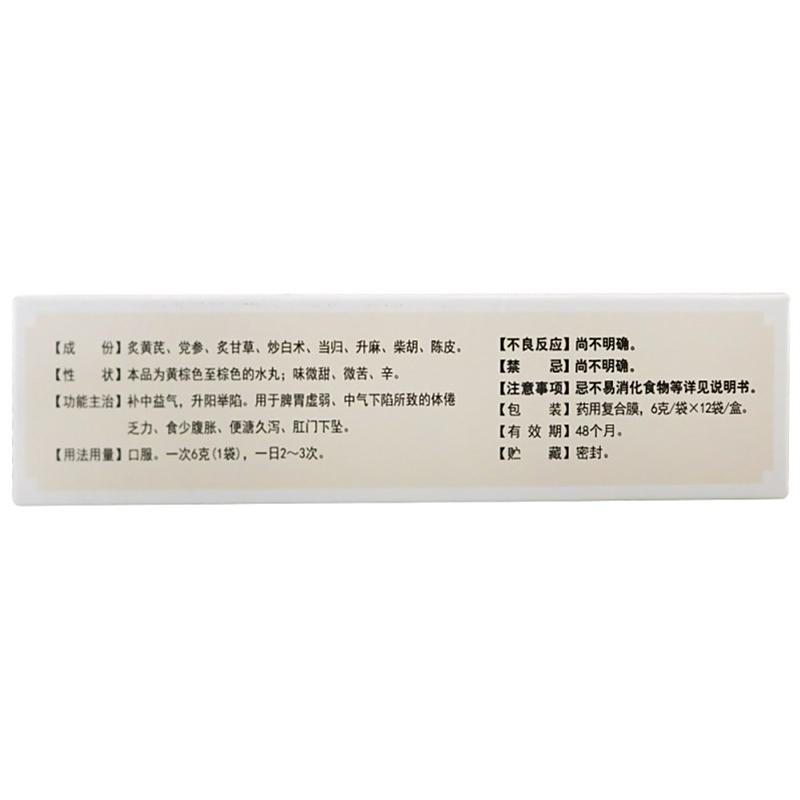 【成　份】炙黄芪、党参、炙甘草、炒白术、当归、升麻、柴胡、陈皮。
【性　状】本品为黄棕色至棕色的水丸；味微甜、微苦、辛。
【功能主治】补中益气，升阳举陷。用于脾胃虚弱、中气下陷所致的体倦
乏力、食少腹胀、便溏久泻、肛门下坠。
【用法用量】口服。一次6克(1袋)，一日2～3次。
【不良反应】尚不明确。
【禁　忌】尚不明确。
【注意事项】忌不易消化食物等详见说明书。
【包　装】药用复合膜，6克/袋×12袋/盒。
【有 效 期】48个月。
【贮　藏】密封。